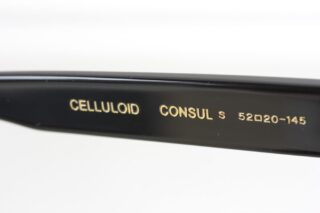 CELLULOID CONSUL S 52□20-145